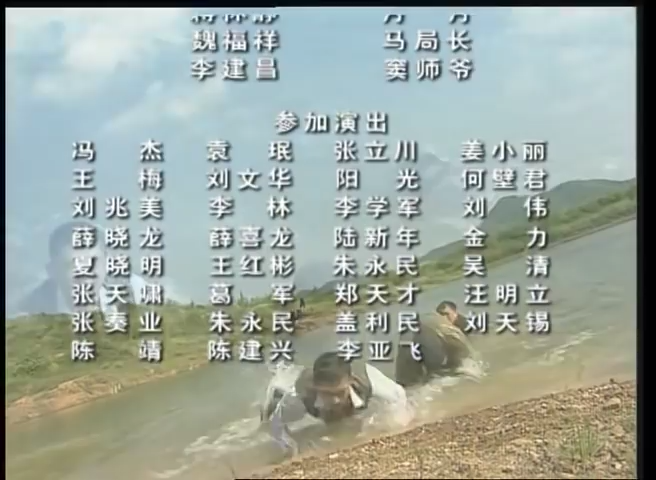 魏福祥 马局长
李建昌 窦师爷
参加演出
冯杰 袁珉 张立川 姜小丽
王梅 刘文华 阳光 何壁君
刘兆美 李林 李学军 刘伟
薛晓龙 薛喜龙 陆新年 金力
夏晓明 王红彬 朱永民 吴清
张天啸 葛军 郑天才 汪明立
张秦业 朱永民 盖利民 刘天锡
陈靖 陈建兴 李亚飞